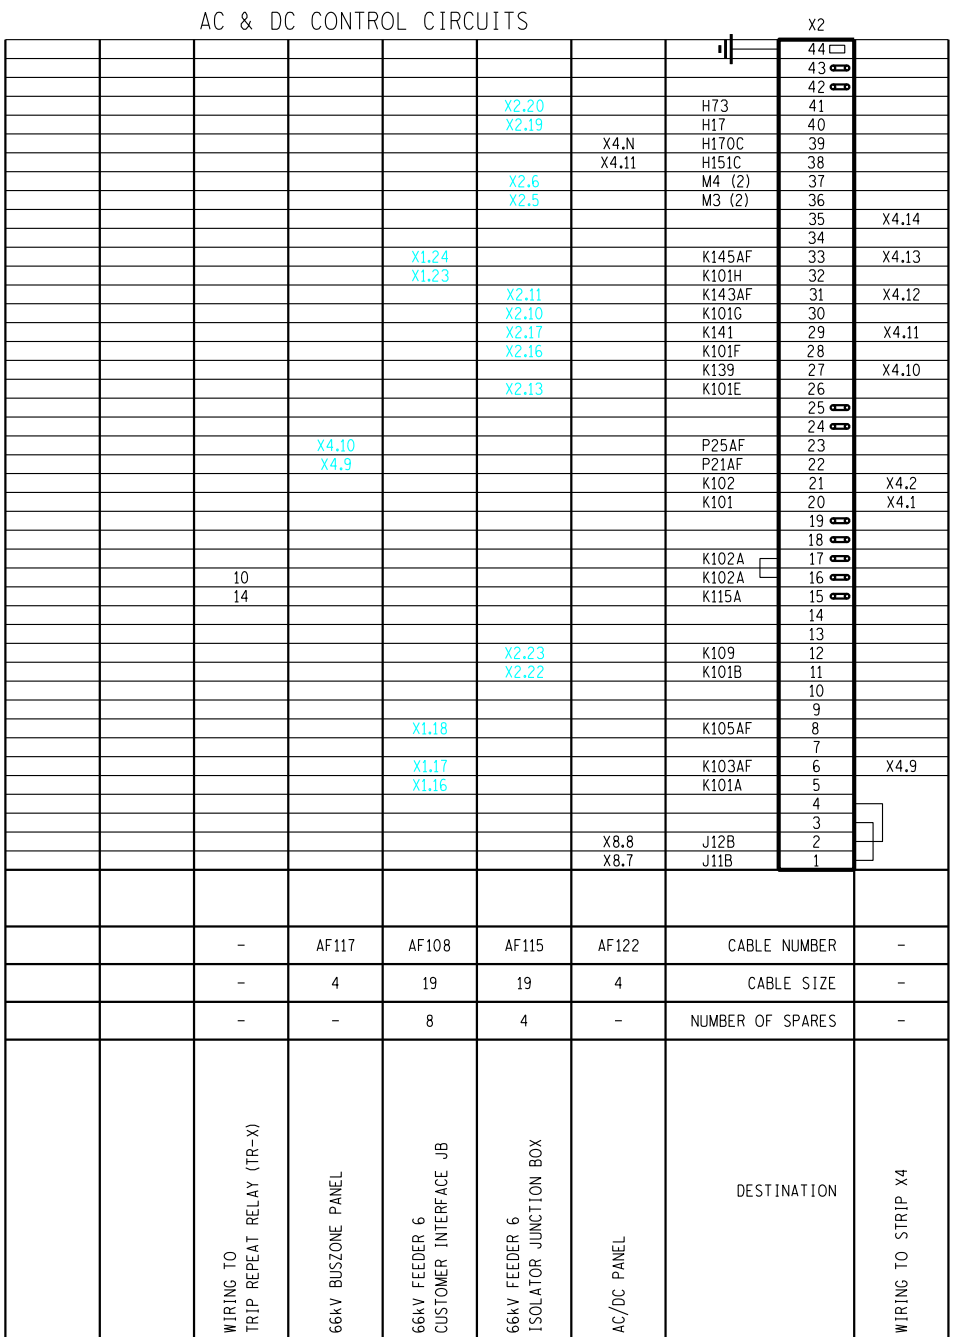 AC & DC CONTROL CIRCUITS
X2
44
43
42
X2.20 H73 41
X2.19 H17 40
X4.N H170C 39
X4.11 H151C 38
X2.6 M4 (2) 37
X2.5 M3 (2) 36
35 X4.14
34
X1.24 K145AF 33 X4.13
X1.23 K101H 32
X2.11 K143AF 31 X4.12
X2.10 K101G 30
X2.17 K141 29 X4.11
X2.16 K101F 28
K139 27 X4.10
X2.13 K101E 26
25
24
X4.10 P25AF 23
X4.9 P21AF 22
K102 21 X4.2
K101 20 X4.1
19
18
K102A 17
10 K102A 16
14 K115A 15
14
13
X2.23 K109 12
X2.22 K101B 11
10
9
X1.18 K105AF 8
7
X1.17 K103AF 6 X4.9
X1.16 K101A 5
4
3
X8.8 J12B 2
X8.7 J11B 1
- AF117 AF108 AF115 AF122 CABLE NUMBER -
- 4 19 19 4 CABLE SIZE -
- - 8 4 - NUMBER OF SPARES -
WIRING TO
TRIP REPEAT RELAY (TR-X)
66kV BUSZONE PANEL
66kV FEEDER 6
CUSTOMER INTERFACE JB
66kV FEEDER 6
ISOLATOR JUNCTION BOX
AC/DC PANEL
DESTINATION
WIRING TO STRIP X4